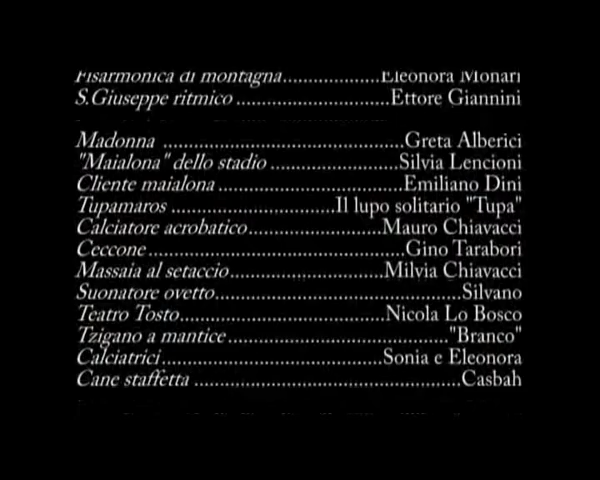 Fisarmonica di montagna......................Eleonora Monari
S.Giuseppe ritmico ...................................Ettore Giannini
Madonna .......................................................Greta Alberici
"Maialona" dello stadio .............................Silvia Lencioni
Cliente maialona ..........................................Emiliano Dini
Tupamaros .....................................Il lupo solitario "Tupa"
Calciatore acrobatico..............................Mauro Chiavacci
Ceccone...........................................................Gino Tarabori
Massaia al setaccio...................................Milvia Chiavacci
Suonatore ovetto........................................................Silvano
Teatro Tosto...............................................Nicola Lo Bosco
Tzigano a mantice..................................................."Branco"
Calciatrici...................................................Sonia e Eleonora
Cane staffetta .............................................................Casbah